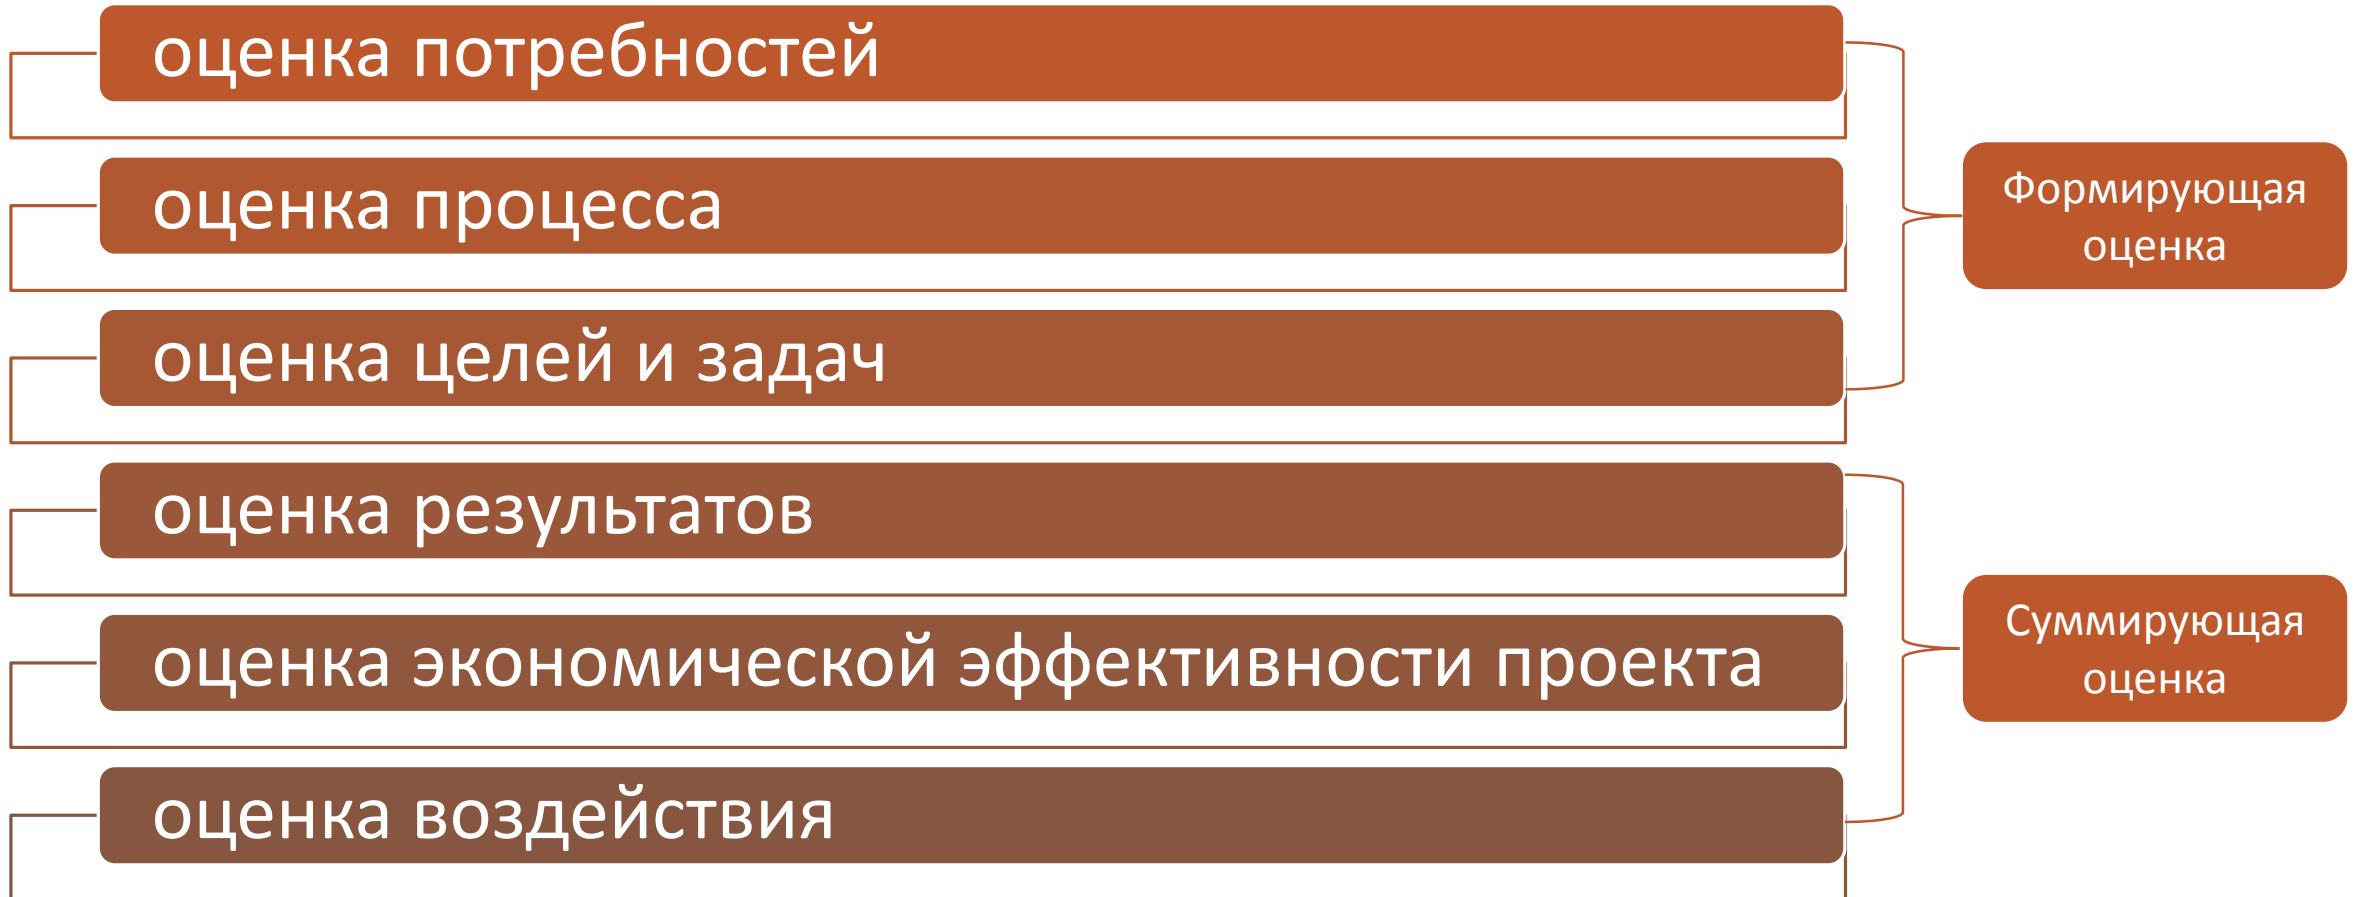 оценка потребностей
оценка процесса
оценка целей и задач
оценка результатов
оценка экономической эффективности проекта
оценка воздействия
Формирующая
оценка
Суммирующая
оценка